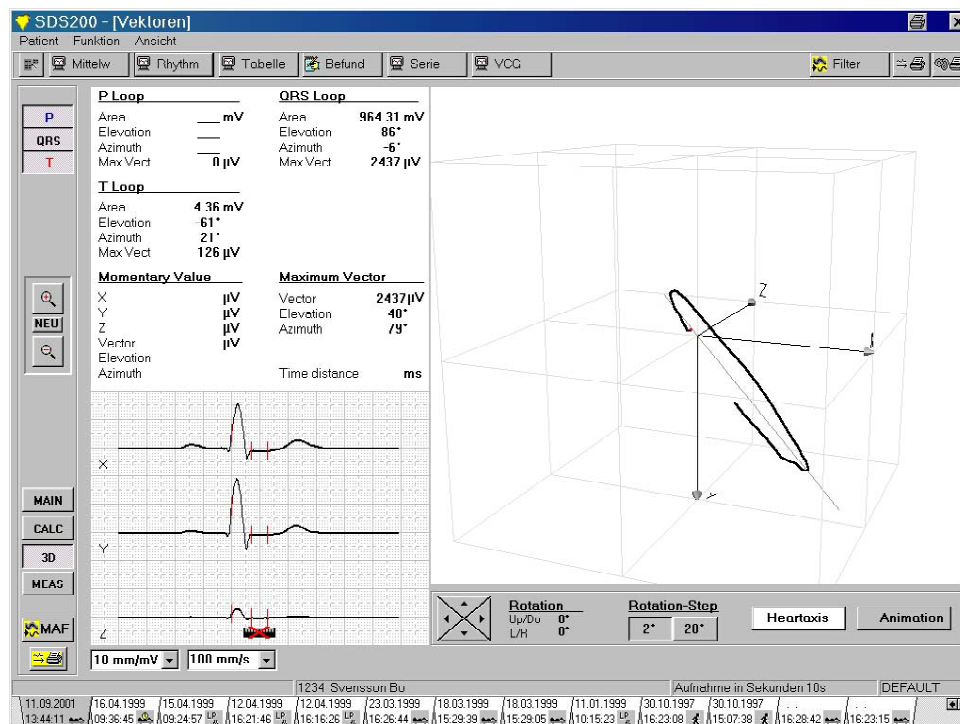 SDS200 - [Vektoren]
Patient Funktion Ansicht
Mittelw Rhythm Tabelle Befund Serie VCG Filter
P
QRS
T
NEU
MAIN
CALC
3D
MEAS
MAF
P Loop
Area ___ mV
Elevation ___
Azimuth ___
Max Vect 0 µV
QRS Loop
Area 964.31 mV
Elevation 86°
Azimuth -6°
Max Vect 2437 µV
T Loop
Area 4.36 mV
Elevation -61°
Azimuth 21°
Max Vect 126 µV
Momentary Value
X µV
Y µV
Z µV
Vector µV
Elevation
Azimuth
Maximum Vector
Vector 2437µV
Elevation 40°
Azimuth 79°
Time distance ms
X
Y
Z
Z
Y
10 mm/mV 100 mm/s
Rotation
Up/Do 0°
L/R 0°
Rotation-Step
2° 20°
Heartaxis Animation
1234 Svensson Bo Aufnahme in Sekunden 10s DEFAULT
11.09.2001 16.04.1999 15.04.1999 12.04.1999 12.04.1999 23.03.1999 18.03.1999 18.03.1999 11.01.1999 30.10.1997 30.10.1997
13:44:11 09:36:45 09:24:57 LP 16:21:46 LP 16:16:26 LP 16:26:44 15:29:39 15:29:05 10:15:23 LP 16:23:08 15:07:38 16:28:42 16:23:15